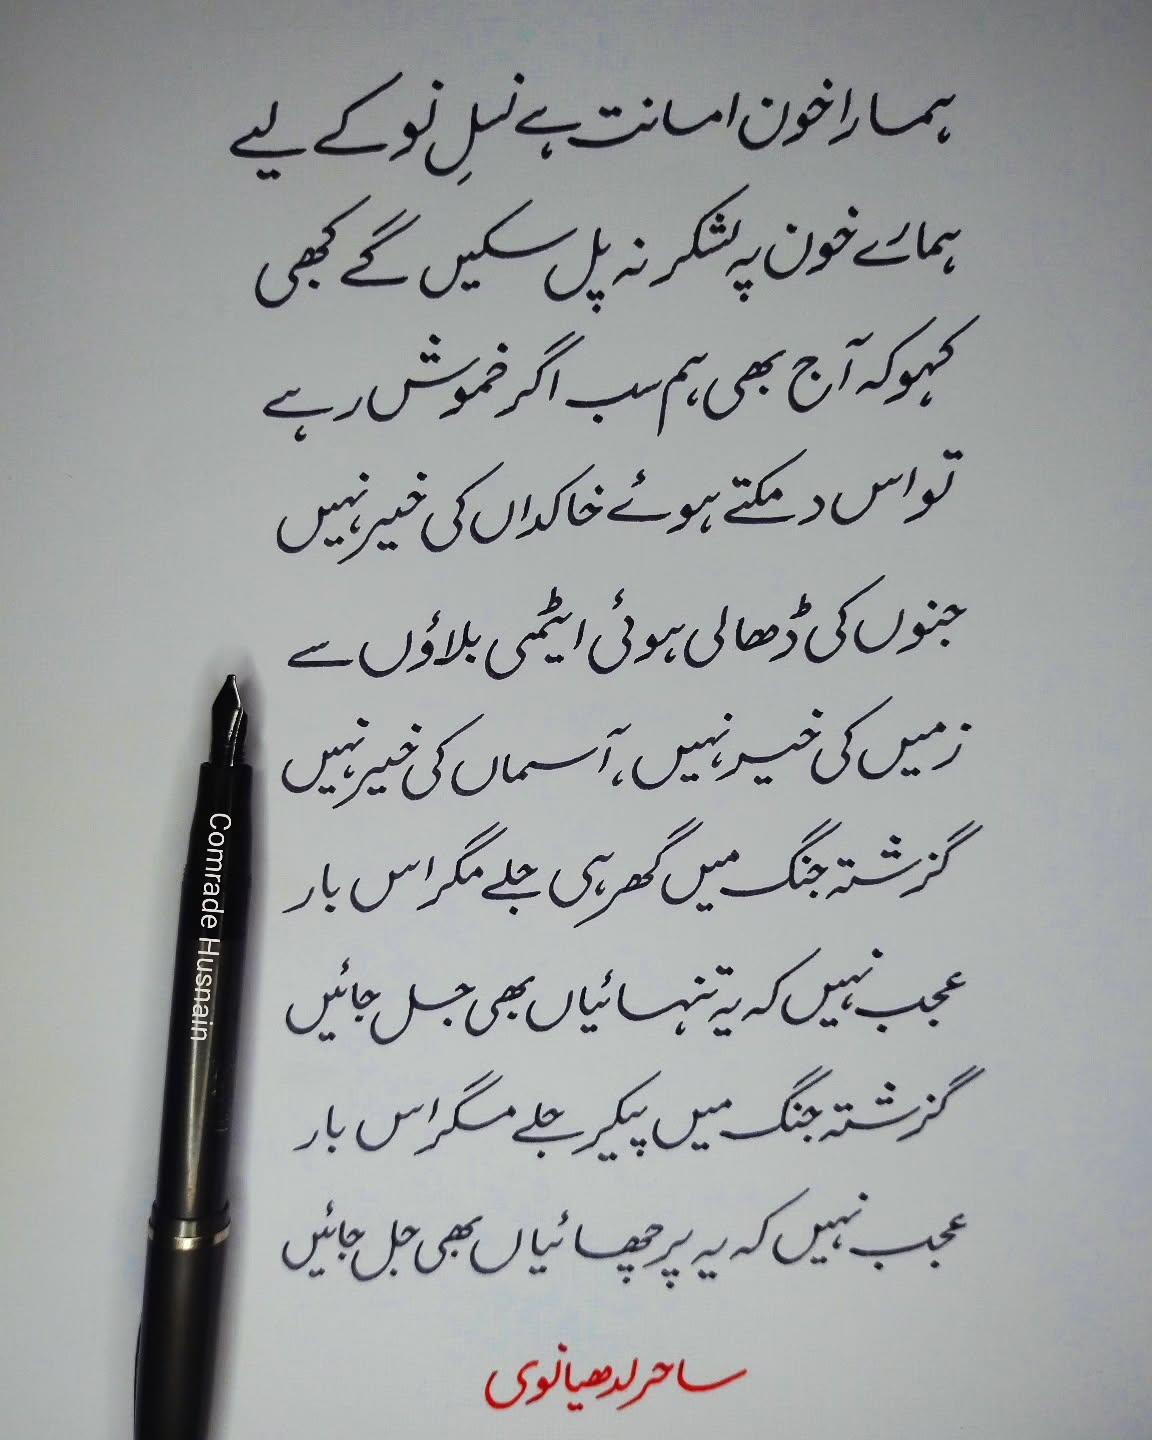 ہمارا خون امانت ہے نسلِ نو کے لیے
ہمارے خون پہ لشکر نہ پل سکیں گے کبھی
کہو کہ آج بھی ہم سب اگر خموش رہے
تو اس دمکتے ہوئے خاکداں کی خیر نہیں
جنوں کی ڈھالی ہوئی ایٹمی بلاؤں سے
زمیں کی خیر نہیں، آسماں کی خیر نہیں
گزشتہ جنگ میں گھر ہی جلے مگر اس بار
عجب نہیں کہ یہ تنہائیاں بھی جل جائیں
گزشتہ جنگ میں پیکر جلے مگر اس بار
عجب نہیں کہ یہ پرچھائیاں بھی جل جائیں
ساحر لدھیانوی
Comrade Husnain